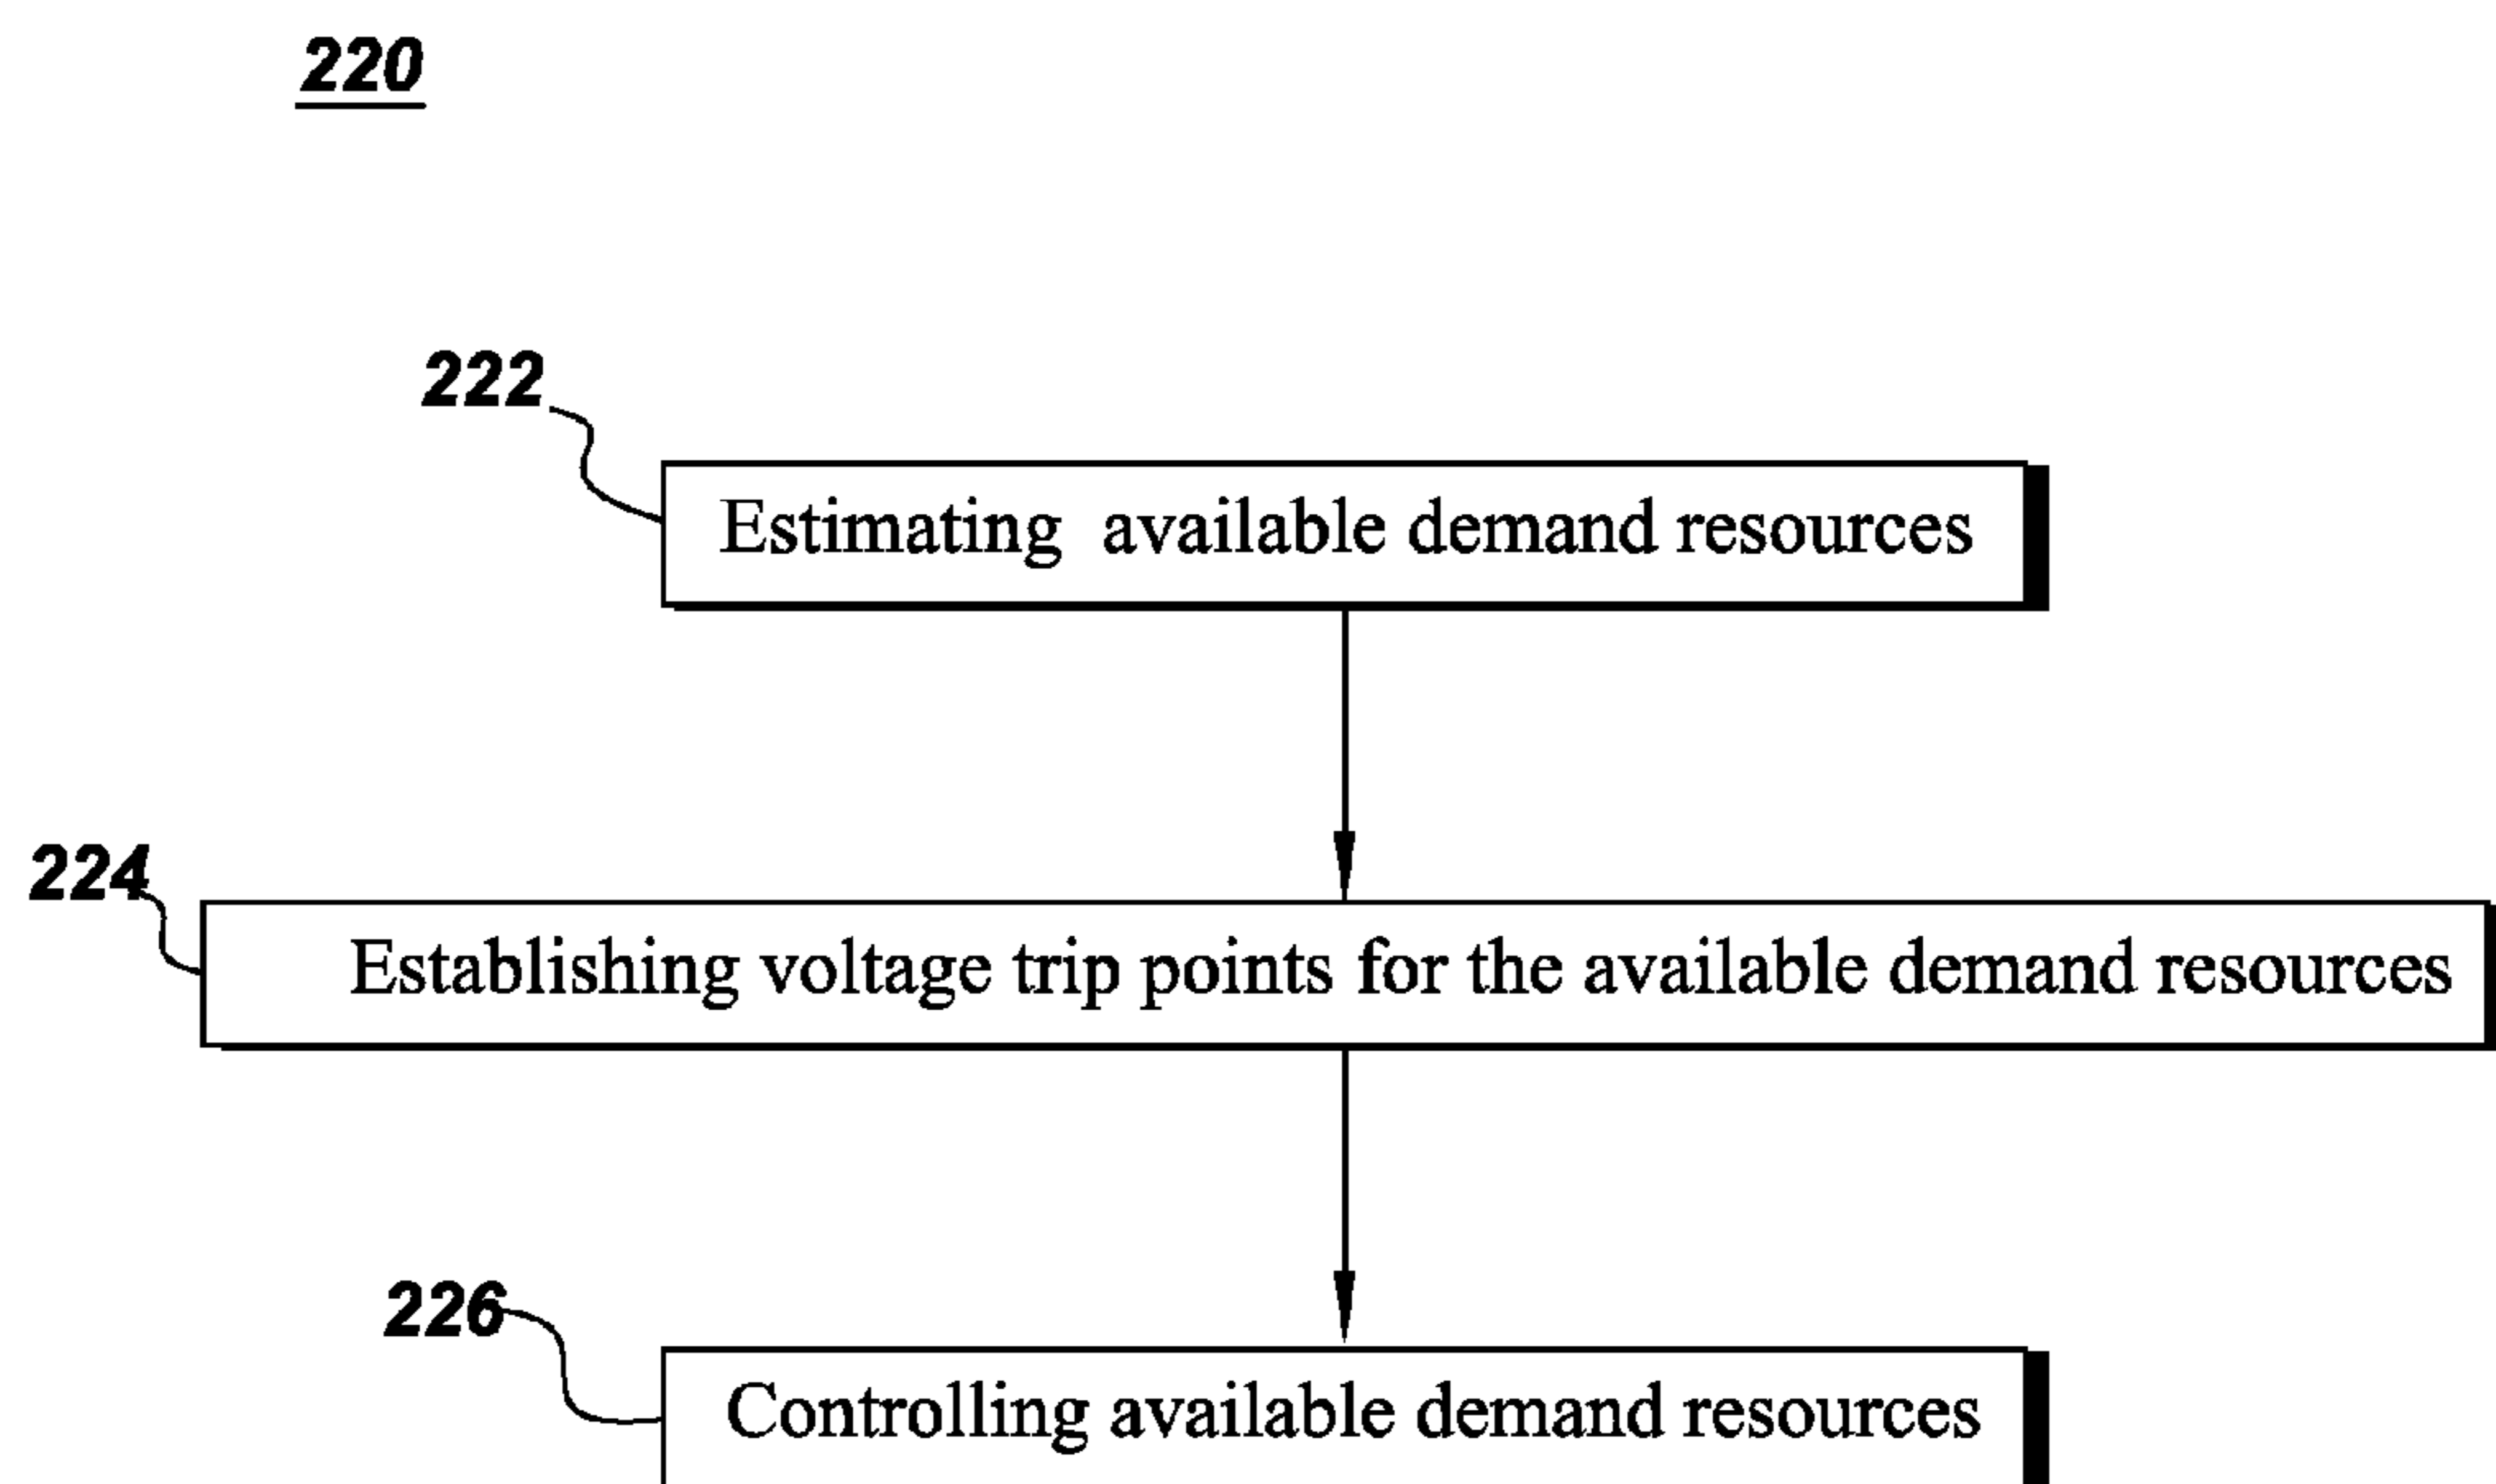 220
222
Estimating available demand resources
224
Establishing voltage trip points for the available demand resources
226
Controlling available demand resources